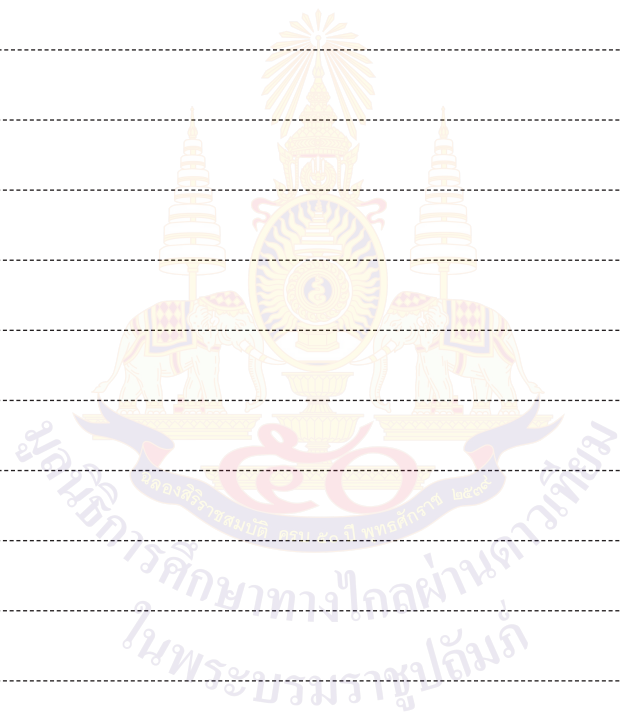 ๕๐
ฉลองสิริราชสมบัติ ครบ ๕๐ ปี พุทธศักราช ๒๕๓๙
มูลนิธิการศึกษาทางไกลผ่านดาวเทียม
ในพระบรมราชูปถัมภ์